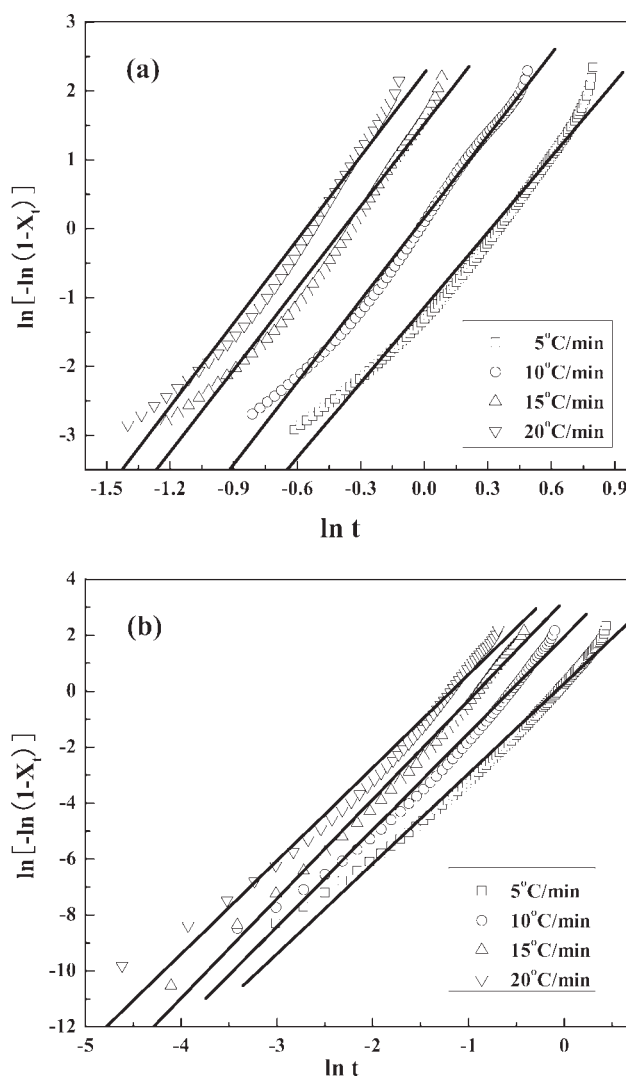 (a)
3
2
1
0
-1
-2
-3
ln [-ln (1-Xt)]
5°C/min
10°C/min
15°C/min
20°C/min
-1.5 -1.2 -0.9 -0.6 -0.3 0.0 0.3 0.6 0.9
ln t
(b)
4
2
0
-2
-4
-6
-8
-10
-12
ln [-ln (1-Xt)]
5°C/min
10°C/min
15°C/min
20°C/min
-5 -4 -3 -2 -1 0
ln t